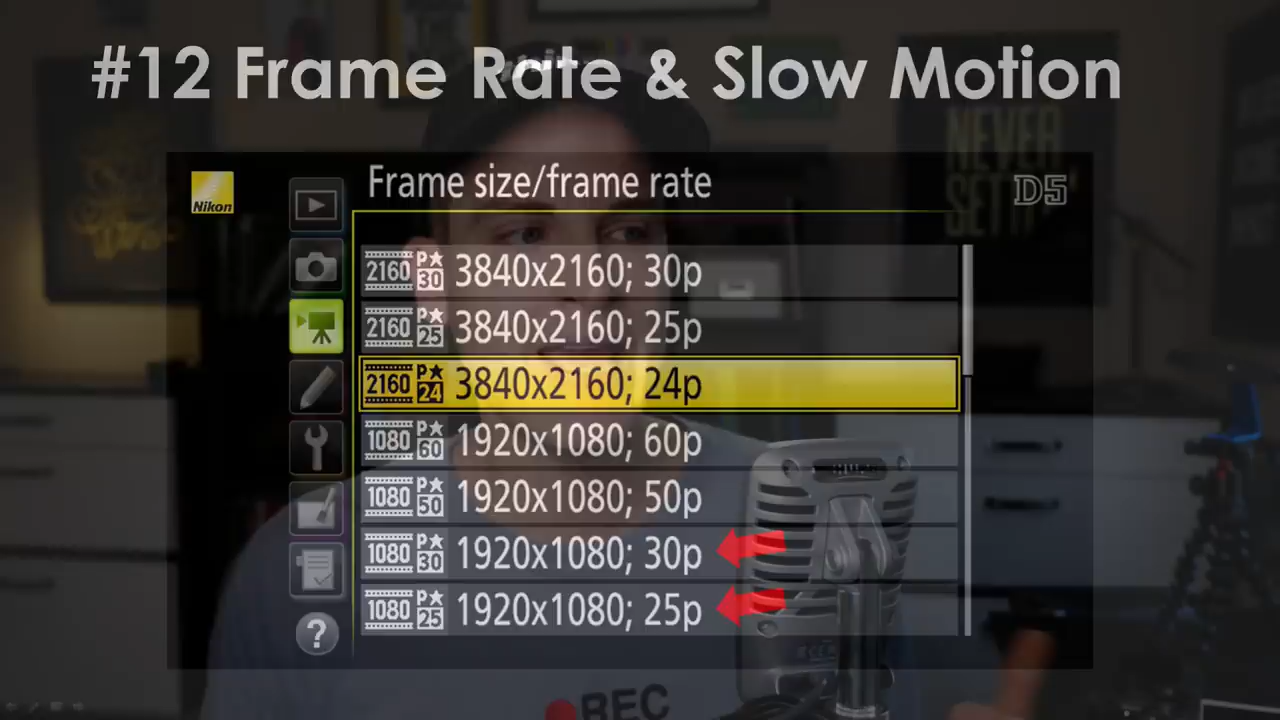 #12 Frame Rate & Slow Motion
Nikon
Frame size/frame rate
D5
NEVER
SETTLE
2160 P★ 30 3840x2160; 30p
2160 P★ 25 3840x2160; 25p
2160 P★ 24 3840x2160; 24p
1080 P★ 60 1920x1080; 60p
1080 P★ 50 1920x1080; 50p
1080 P★ 30 1920x1080; 30p
1080 P★ 25 1920x1080; 25p
?
REC